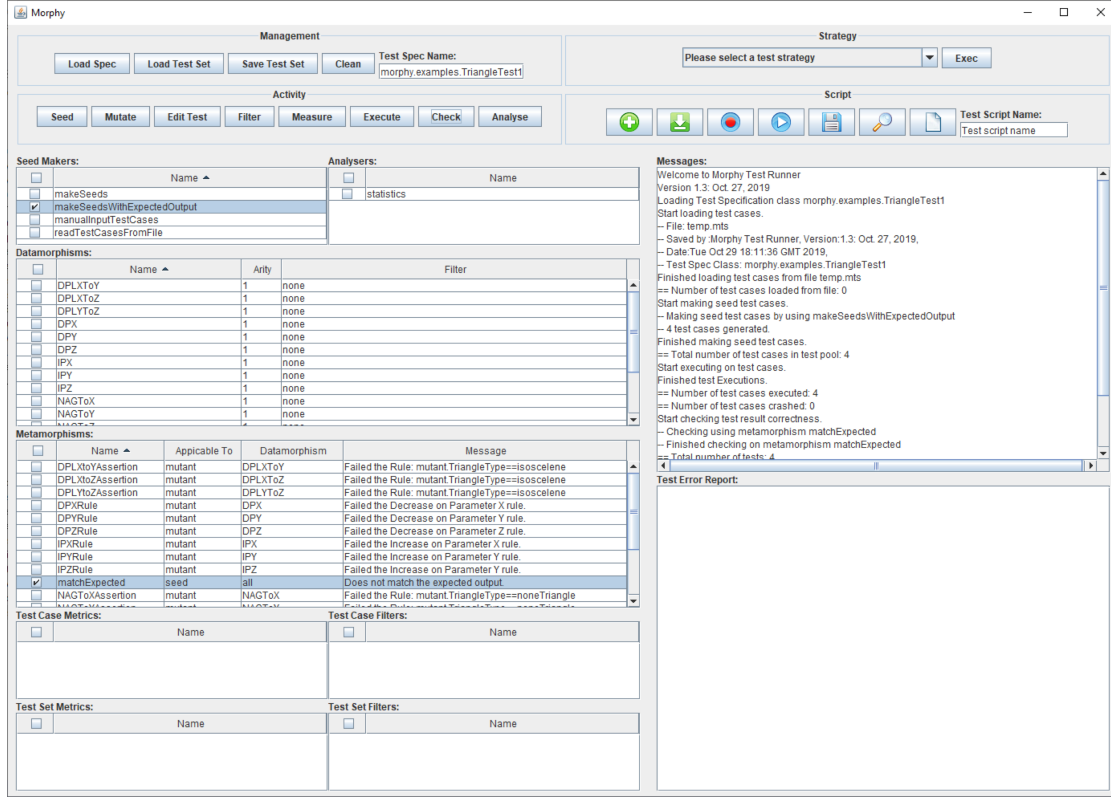 Morphy
Management
Load Spec Load Test Set Save Test Set Clean
Test Spec Name:
morphy.examples.TriangleTest1
Strategy
Please select a test strategy Exec
Activity
Seed Mutate Edit Test Filter Measure Execute Check Analyse
Script
Test Script Name:
Test script name
Seed Makers:
Name
makeSeeds
makeSeedsWithExpectedOutput
manualInputTestCases
readTestCasesFromFile
Analysers:
Name
statistics
Datamorphisms:
Name Arity Filter
DPLXToY 1 none
DPLXToZ 1 none
DPLYToZ 1 none
DPX 1 none
DPY 1 none
DPZ 1 none
IPX 1 none
IPY 1 none
IPZ 1 none
NAGToX 1 none
NAGToY 1 none
Metamorphisms:
Name Appicable To Datamorphism Message
DPLXtoYAssertion mutant DPLXToY Failed the Rule: mutant.TriangleType==isoscelene
DPLXtoZAssertion mutant DPLXToZ Failed the Rule: mutant.TriangleType==isoscelene
DPLYtoZAssertion mutant DPLYToZ Failed the Rule: mutant.TriangleType==isoscelene
DPXRule mutant DPX Failed the Decrease on Parameter X rule.
DPYRule mutant DPY Failed the Decrease on Parameter Y rule.
DPZRule mutant DPZ Failed the Decrease on Parameter Z rule.
IPXRule mutant IPX Failed the Increase on Parameter X rule.
IPYRule mutant IPY Failed the Increase on Parameter Y rule.
IPZRule mutant IPZ Failed the Increase on Parameter Z rule.
matchExpected seed all Does not match the expected output.
NAGToXAssertion mutant NAGToX Failed the Rule: mutant.TriangleType==noneTriangle
Test Case Metrics:
Name
Test Case Filters:
Name
Test Set Metrics:
Name
Test Set Filters:
Name
Messages:
Welcome to Morphy Test Runner
Version 1.3: Oct. 27, 2019
Loading Test Specification class morphy.examples.TriangleTest1
Start loading test cases.
-- File: temp.mts
-- Saved by :Morphy Test Runner, Version:1.3: Oct. 27, 2019,
-- Date:Tue Oct 29 18:11:36 GMT 2019,
-- Test Spec Class: morphy.examples.TriangleTest1
Finished loading test cases from file temp.mts
== Number of test cases loaded from file: 0
Start making seed test cases.
-- Making seed test cases by using makeSeedsWithExpectedOutput
-- 4 test cases generated.
Finished making seed test cases.
== Total number of test cases in test pool: 4
Start executing on test cases.
Finished test Executions.
== Number of test cases executed: 4
== Number of test cases crashed: 0
Start checking test result correctness.
-- Checking using metamorphism matchExpected
-- Finished checking on metamorphism matchExpected
== Total number of tests: 4
Test Error Report: